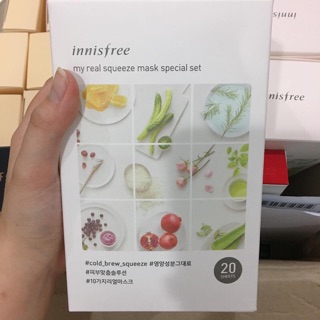 innisfree
my real squeeze mask special set
#cold_brew_squeeze #영양성분그대로
#피부맞춤솔루션
#10가지리얼마스크
20
SHEETS
innisfree
innis